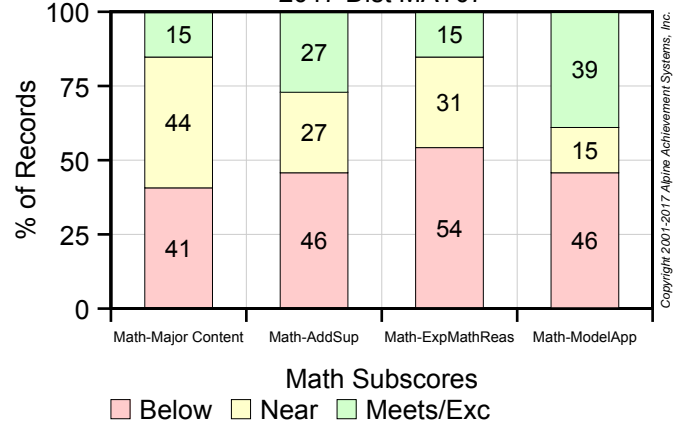 % of Records
100
75
50
25
0
15
44
41
27
27
46
15
31
54
39
15
46
Math-Major Content
Math-AddSup
Math-ExpMathReas
Math-ModelApp
Math Subscores
Below
Near
Meets/Exc
Copyright 2001-2017 Alpine Achievement Systems, Inc.